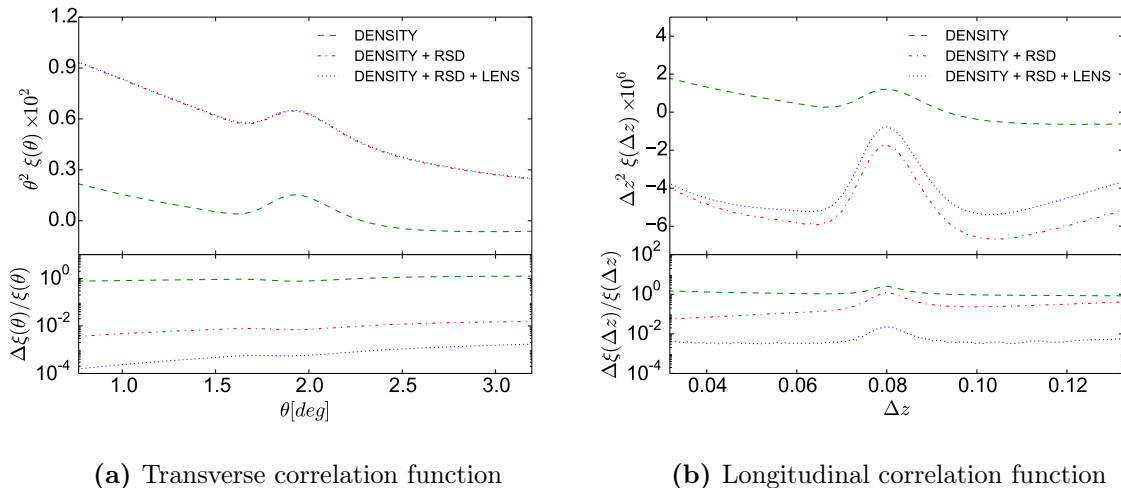 1.2
0.9
0.6
0.3
0.0
θ² ξ(θ) ×10²
DENSITY
DENSITY + RSD
DENSITY + RSD + LENS
10⁰
10⁻²
10⁻⁴
Δξ(θ)/ξ(θ)
1.0 1.5 2.0 2.5 3.0
θ[deg]
(a) Transverse correlation function
4
2
0
−2
−4
−6
Δz² ξ(Δz) ×10⁶
DENSITY
DENSITY + RSD
DENSITY + RSD + LENS
10²
10⁰
10⁻²
10⁻⁴
Δξ(Δz)/ξ(Δz)
0.04 0.06 0.08 0.10 0.12
Δz
(b) Longitudinal correlation function